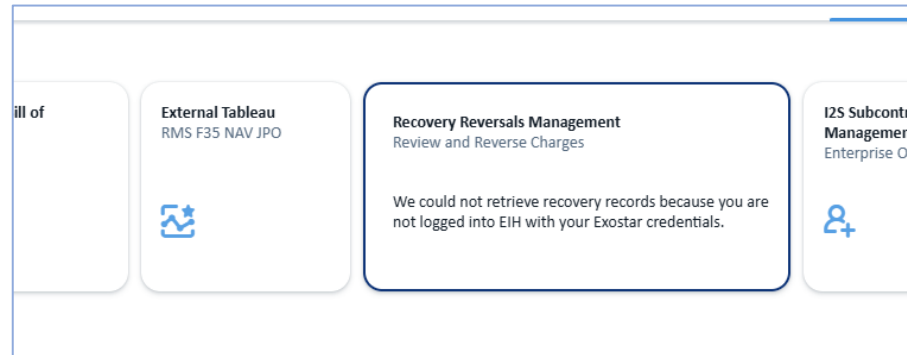 ill of
External Tableau
RMS F35 NAV JPO
Recovery Reversals Management
Review and Reverse Charges
We could not retrieve recovery records because you are
not logged into EIH with your Exostar credentials.
I2S Subcontr
Managemen
Enterprise O